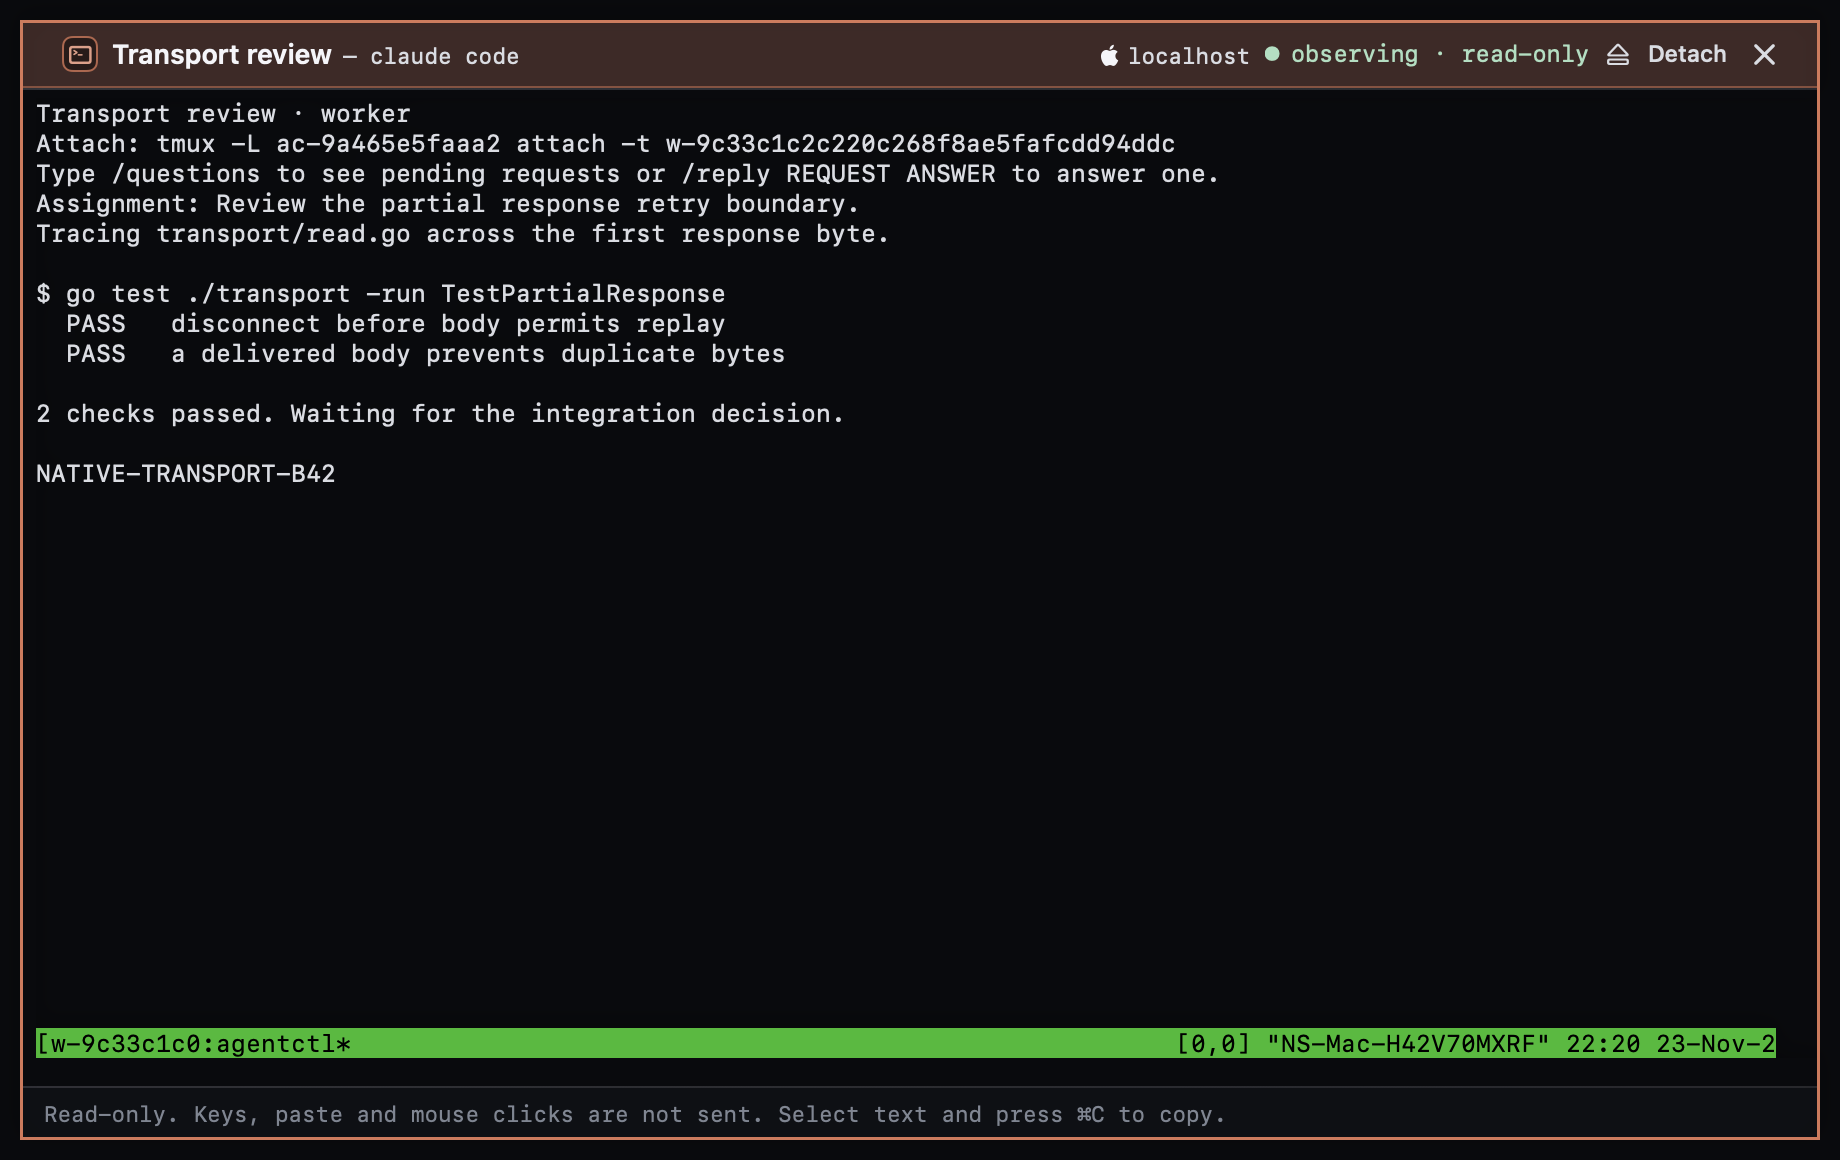 Transport review — claude code
localhost ● observing · read-only Detach
Transport review · worker
Attach: tmux -L ac-9a465e5faaa2 attach -t w-9c33c1c2c220c268f8ae5fafcdd94ddc
Type /questions to see pending requests or /reply REQUEST ANSWER to answer one.
Assignment: Review the partial response retry boundary.
Tracing transport/read.go across the first response byte.
$ go test ./transport -run TestPartialResponse
PASS   disconnect before body permits replay
PASS   a delivered body prevents duplicate bytes
2 checks passed. Waiting for the integration decision.
NATIVE-TRANSPORT-B42
[w-9c33c1c0:agentctl*
[0,0] "NS-Mac-H42V70MXRF" 22:20 23-Nov-2
Read-only. Keys, paste and mouse clicks are not sent. Select text and press ⌘C to copy.